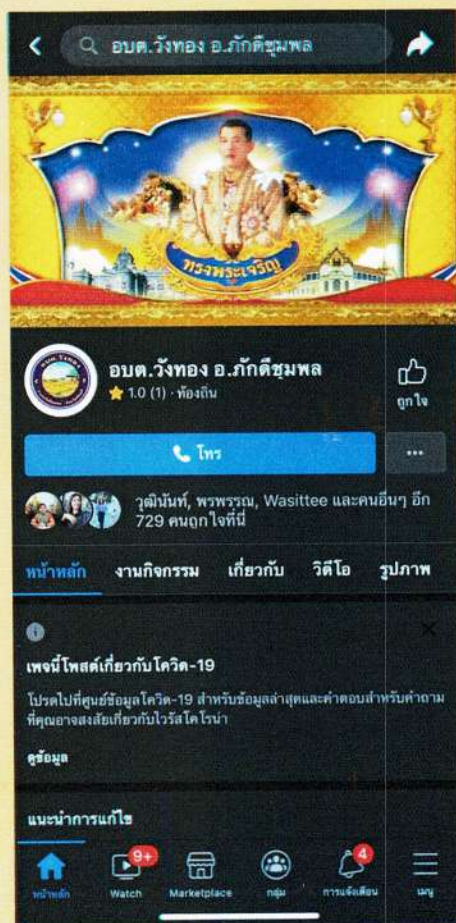 อบต.วังทอง อ.ภักดีชุมพล
ทรงพระเจริญ
อบต.วังทอง
อบต.วังทอง อ.ภักดีชุมพล
1.0 (1) · ท้องถิ่น
ถูกใจ
โทร
วุฒินันท์, พรพรรณ, Wasittee และคนอื่นๆ อีก
729 คนถูกใจที่นี่
หน้าหลัก งานกิจกรรม เกี่ยวกับ วิดีโอ รูปภาพ
เพจนี้โพสต์เกี่ยวกับโควิด-19
โปรดไปที่ศูนย์ข้อมูลโควิด-19 สำหรับข้อมูลล่าสุดและคำตอบสำหรับคำถาม
ที่คุณอาจสงสัยเกี่ยวกับไวรัสโคโรน่า
ดูข้อมูล
แนะนำการแก้ไข
9+ 4
หน้าหลัก Watch Marketplace กลุ่ม การแจ้งเตือน เมนู